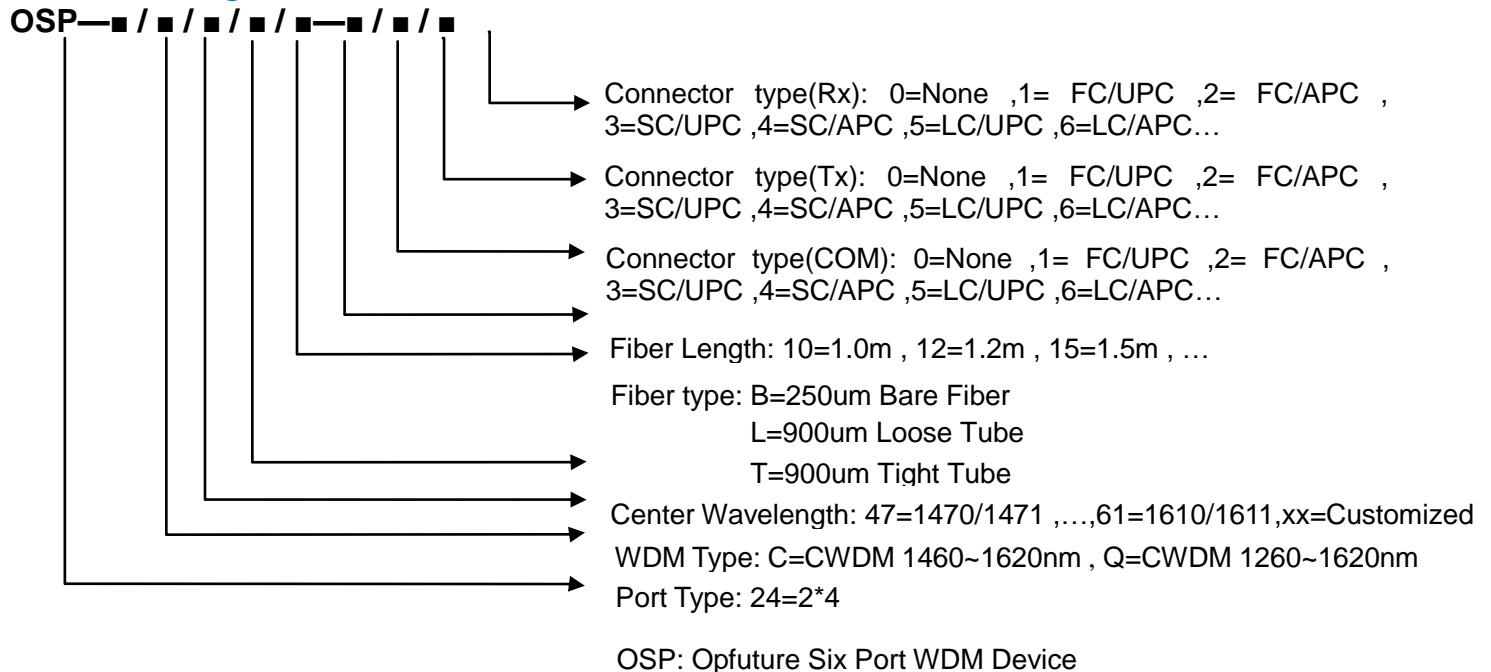 OSP—■ / ■ / ■ / ■ / ■—■ / ■ / ■
Connector type(Rx): 0=None ,1= FC/UPC ,2= FC/APC ,
3=SC/UPC ,4=SC/APC ,5=LC/UPC ,6=LC/APC…
Connector type(Tx): 0=None ,1= FC/UPC ,2= FC/APC ,
3=SC/UPC ,4=SC/APC ,5=LC/UPC ,6=LC/APC…
Connector type(COM): 0=None ,1= FC/UPC ,2= FC/APC ,
3=SC/UPC ,4=SC/APC ,5=LC/UPC ,6=LC/APC…
Fiber Length: 10=1.0m , 12=1.2m , 15=1.5m , …
Fiber type: B=250um Bare Fiber
L=900um Loose Tube
T=900um Tight Tube
Center Wavelength: 47=1470/1471 ,…,61=1610/1611,xx=Customized
WDM Type: C=CWDM 1460~1620nm , Q=CWDM 1260~1620nm
Port Type: 24=2*4
OSP: Opfuture Six Port WDM Device